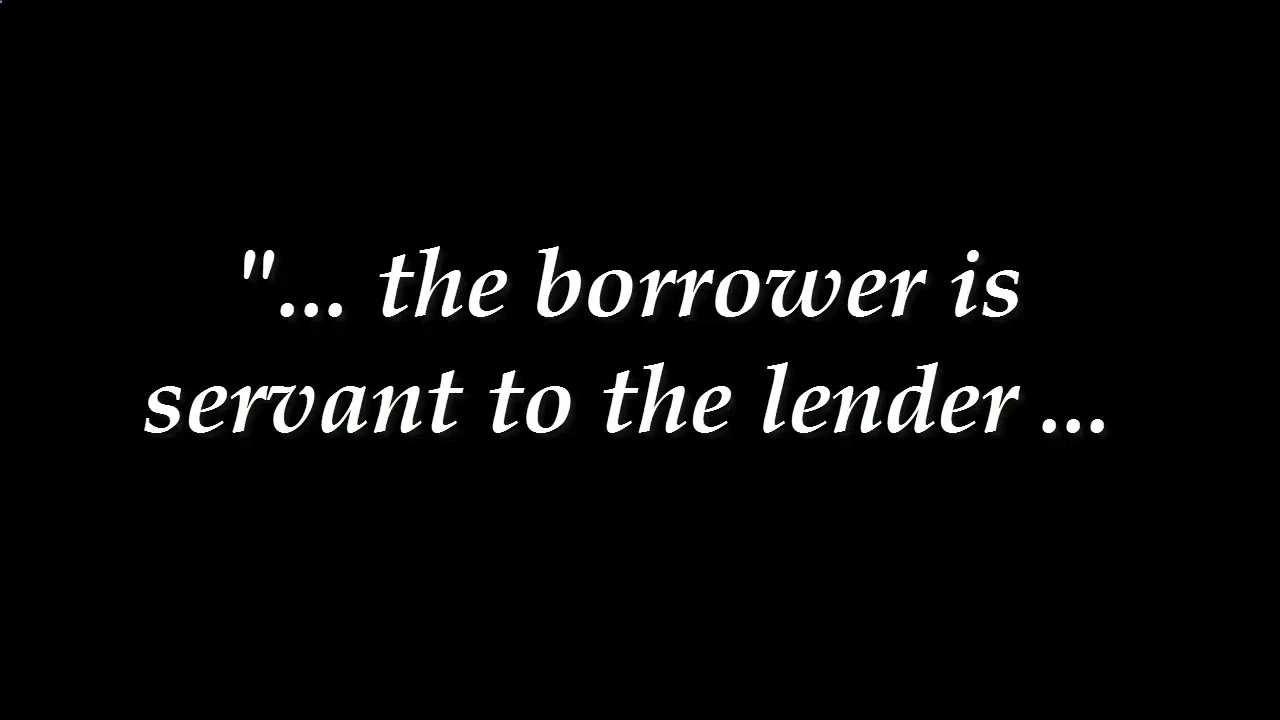 "... the borrower is
servant to the lender ...